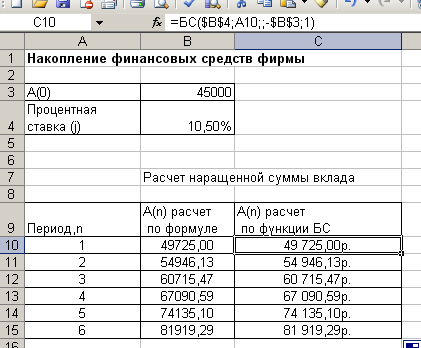 C10 fx =БС($B$4;A10;;-$B$3;1)
A B C
1 Накопление финансовых средств фирмы
2
3 A(0) 45000
Процентная
4 ставка (j) 10,50%
5
6
7 Расчет наращенной суммы вклада
8
A(n) расчет A(n) расчет
9 Период,n по формуле по функции БС
10 1 49725,00 49 725,00р.
11 2 54946,13 54 946,13р.
12 3 60715,47 60 715,47р.
13 4 67090,59 67 090,59р.
14 5 74135,10 74 135,10р.
15 6 81919,29 81 919,29р.